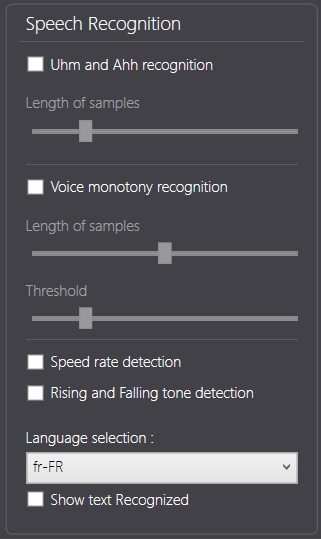 Speech Recognition
Uhm and Ahh recognition
Length of samples
Voice monotony recognition
Length of samples
Threshold
Speed rate detection
Rising and Falling tone detection
Language selection :
fr-FR
Show text Recognized